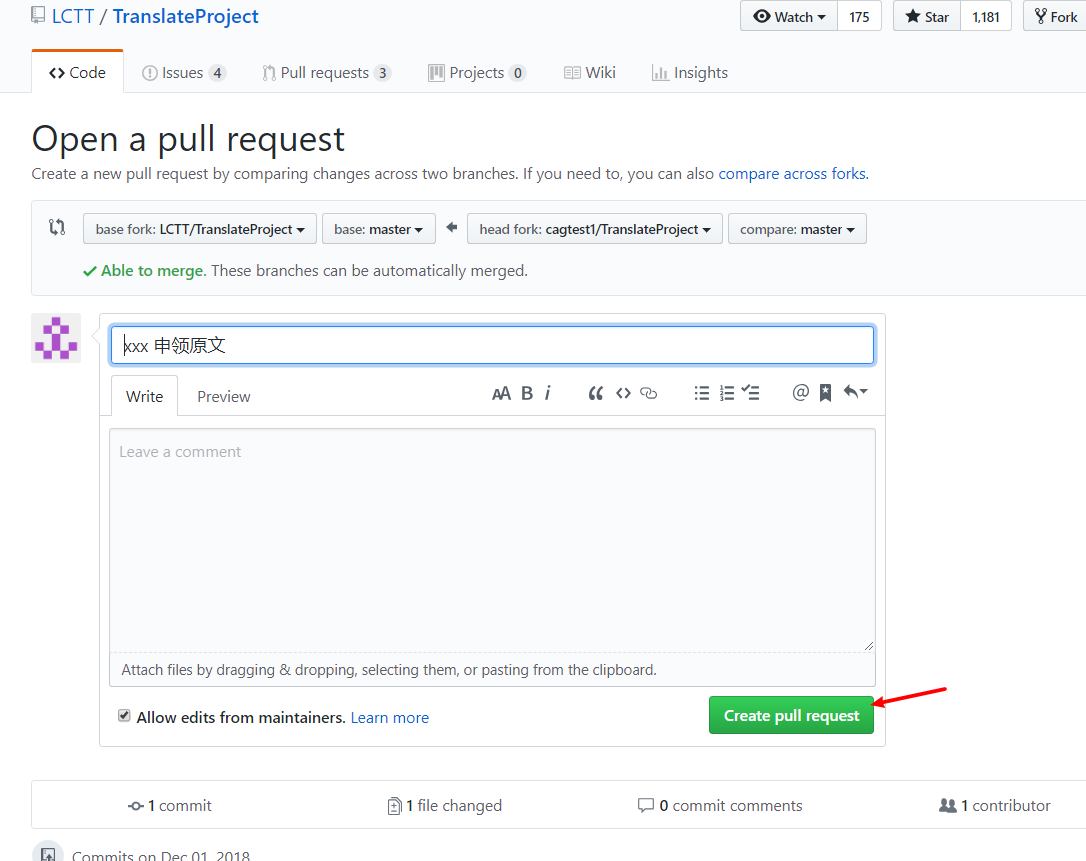 LCTT / TranslateProject Watch 175 Star 1,181 Fork
Code Issues 4 Pull requests 3 Projects 0 Wiki Insights
Open a pull request
Create a new pull request by comparing changes across two branches. If you need to, you can also compare across forks.
base fork: LCTT/TranslateProject base: master head fork: cagtest1/TranslateProject compare: master
Able to merge. These branches can be automatically merged.
xxx 申领原文
Write Preview AA B i @
Leave a comment
Attach files by dragging & dropping, selecting them, or pasting from the clipboard.
Allow edits from maintainers. Learn more Create pull request
1 commit 1 file changed 0 commit comments 1 contributor
Commits on Dec 01, 2018